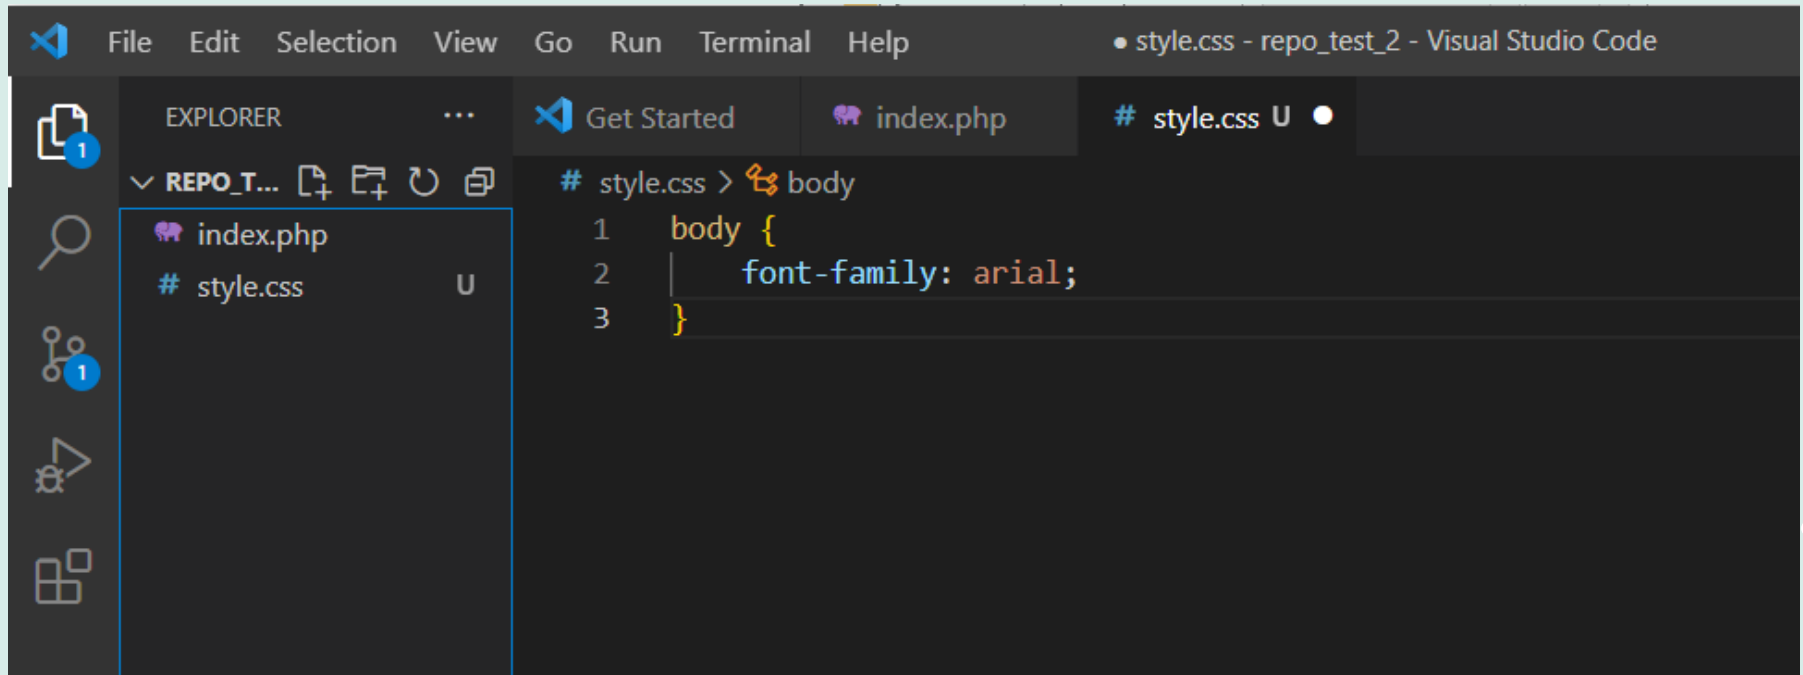 File Edit Selection View Go Run Terminal Help ● style.css - repo_test_2 - Visual Studio Code
EXPLORER ...
Get Started index.php # style.css U ●
1
REPO_T...
# style.css > body
index.php
# style.css U
1 body {
2 font-family: arial;
3 }
1